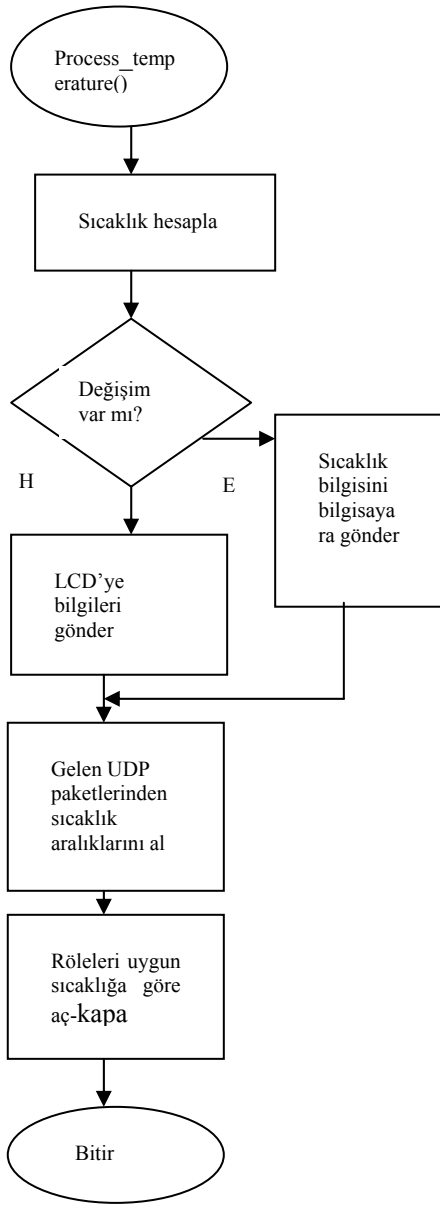 Process_temp
erature()
Sıcaklık hesapla
Değişim
var mı?
H
E
Sıcaklık
bilgisini
bilgisaya
ra gönder
LCD’ye
bilgileri
gönder
Gelen UDP
paketlerinden
sıcaklık
aralıklarını al
Röleleri uygun
sıcaklığa göre
aç-kapa
Bitir